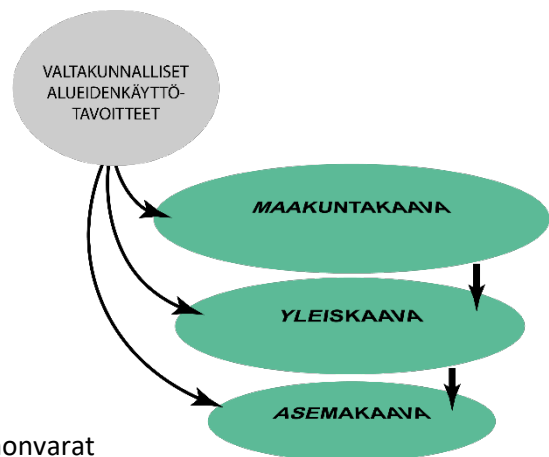 VALTAKUNNALLISET
ALUEIDENKÄYTTÖ-
TAVOITTEET
MAAKUNTAKAAVA
YLEISKAAVA
ASEMAKAAVA
onvarat